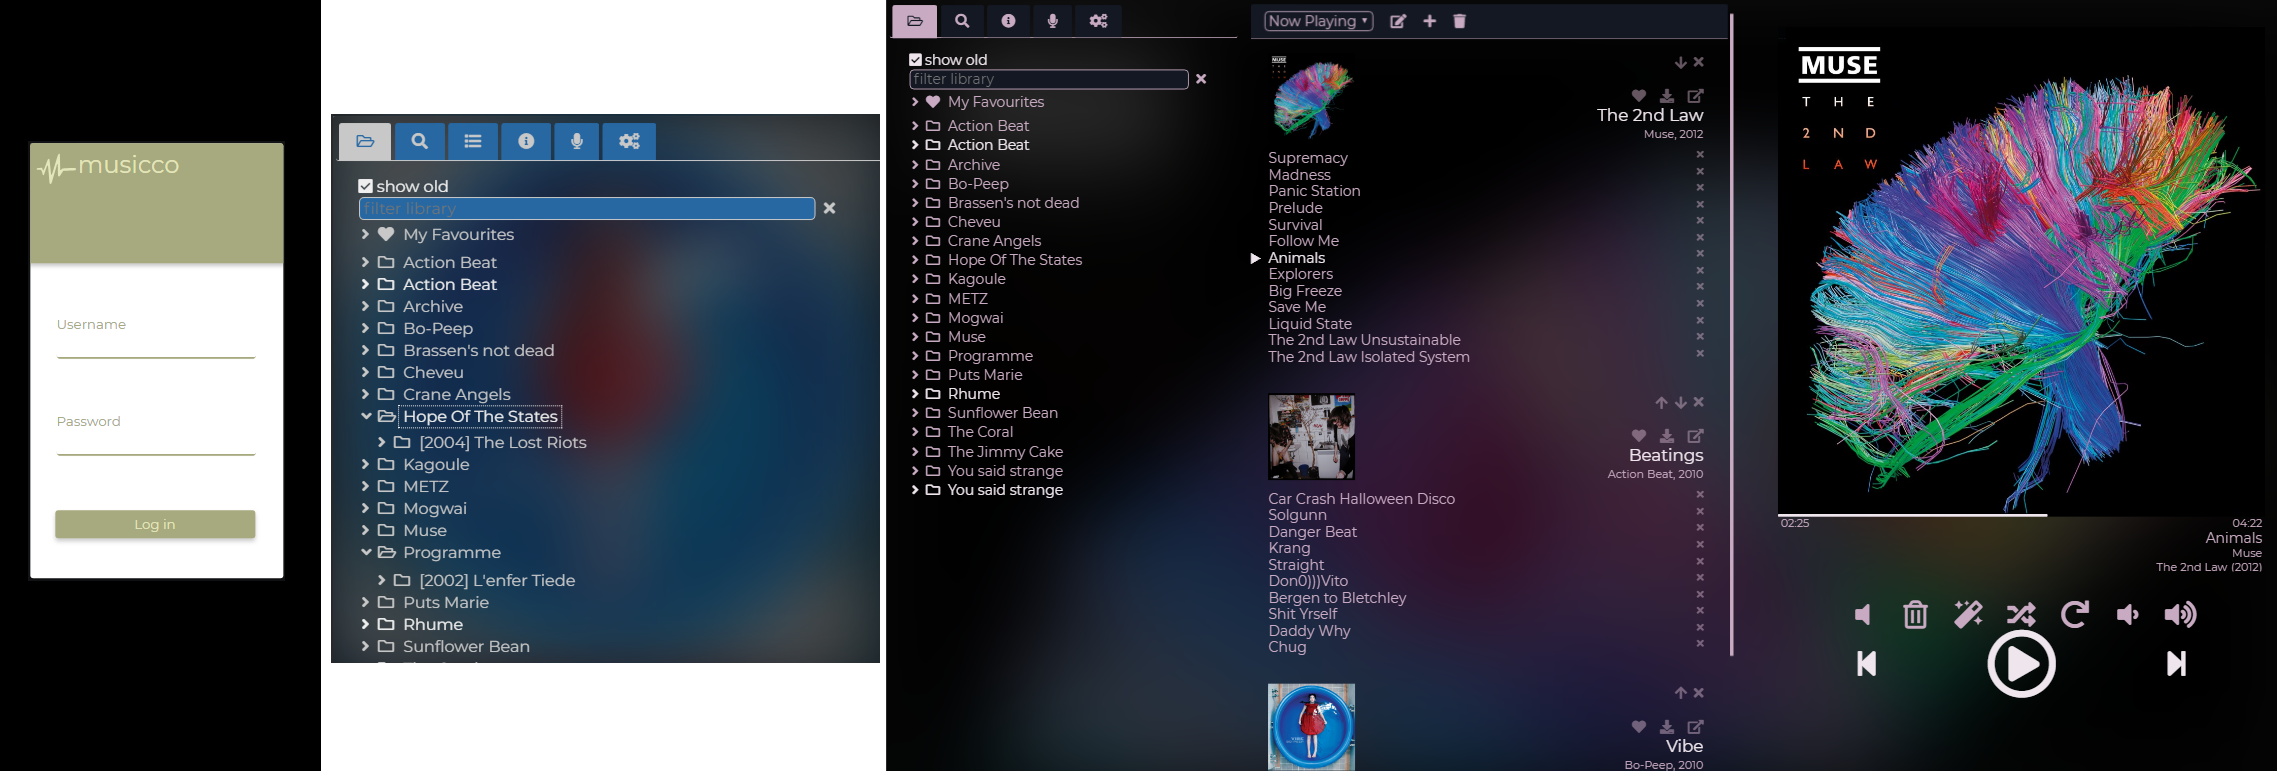 musicco
Username
Password
Log in
show old
filter library
My Favourites
Action Beat
Action Beat
Archive
Bo-Peep
Brassen's not dead
Cheveu
Crane Angels
Hope Of The States
[2004] The Lost Riots
Kagoule
METZ
Mogwai
Muse
Programme
[2002] L'enfer Tiede
Puts Marie
Rhume
Sunflower Bean
show old
filter library
My Favourites
Action Beat
Action Beat
Archive
Bo-Peep
Brassen's not dead
Cheveu
Crane Angels
Hope Of The States
Kagoule
METZ
Mogwai
Muse
Programme
Puts Marie
Rhume
Sunflower Bean
The Coral
The Jimmy Cake
You said strange
You said strange
Now Playing
MUSE
The 2nd Law
Muse, 2012
Supremacy
Madness
Panic Station
Prelude
Survival
Follow Me
Animals
Explorers
Big Freeze
Save Me
Liquid State
The 2nd Law Unsustainable
The 2nd Law Isolated System
Beatings
Action Beat, 2010
Car Crash Halloween Disco
Solgunn
Danger Beat
Krang
Straight
Don0)))Vito
Bergen to Bletchley
Shit Yrself
Daddy Why
Chug
Vibe
Bo-Peep, 2010
MUSE
T H E
2 N D
L A W
02:25
04:22
Animals
Muse
The 2nd Law (2012)